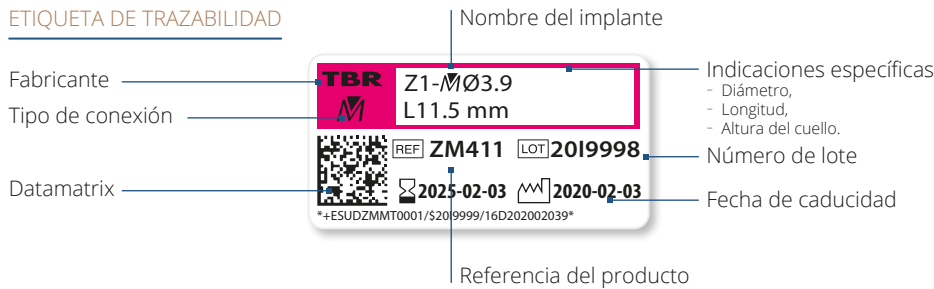 ETIQUETA DE TRAZABILIDAD
Nombre del implante
Fabricante
Tipo de conexión
Datamatrix
TBR
M
Z1-MØ3.9
L11.5 mm
REF ZM411 LOT 20I9998
2025-02-03 2020-02-03
*+ESUDZMMT0001/$20I9999/16D202002039*
Indicaciones específicas
- Diámetro,
- Longitud,
- Altura del cuello.
Número de lote
Fecha de caducidad
Referencia del producto